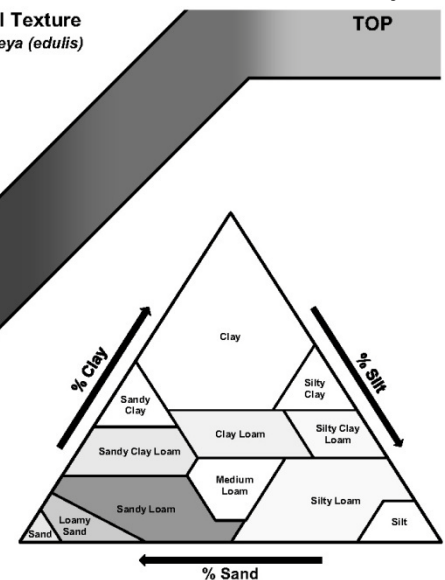 l Texture
eya (edulis)
TOP
% Clay
% Silt
Clay
Silty
Clay
Sandy
Clay
Clay Loam
Silty Clay
Loam
Sandy Clay Loam
Medium
Loam
Sandy Loam
Silty Loam
Loamy
Sand
Sand
Silt
% Sand